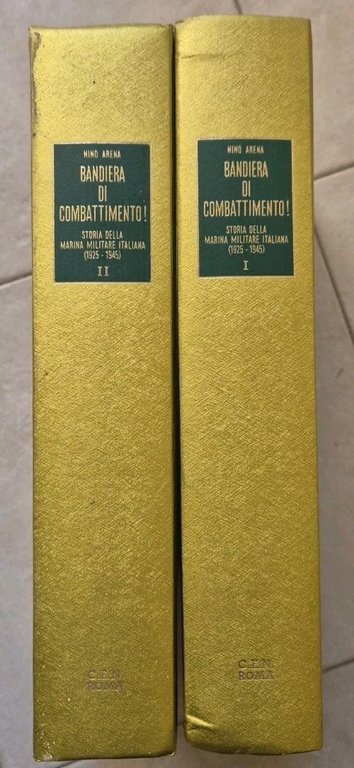 NINO ARENA
BANDIERA
DI
COMBATTIMENTO!
STORIA DELLA
MARINA MILITARE ITALIANA
(1925-1945)
II
C.E.N.
ROMA
NINO ARENA
BANDIERA
DI
COMBATTIMENTO!
STORIA DELLA
MARINA MILITARE ITALIANA
(1925-1945)
I
C.E.N.
ROMA